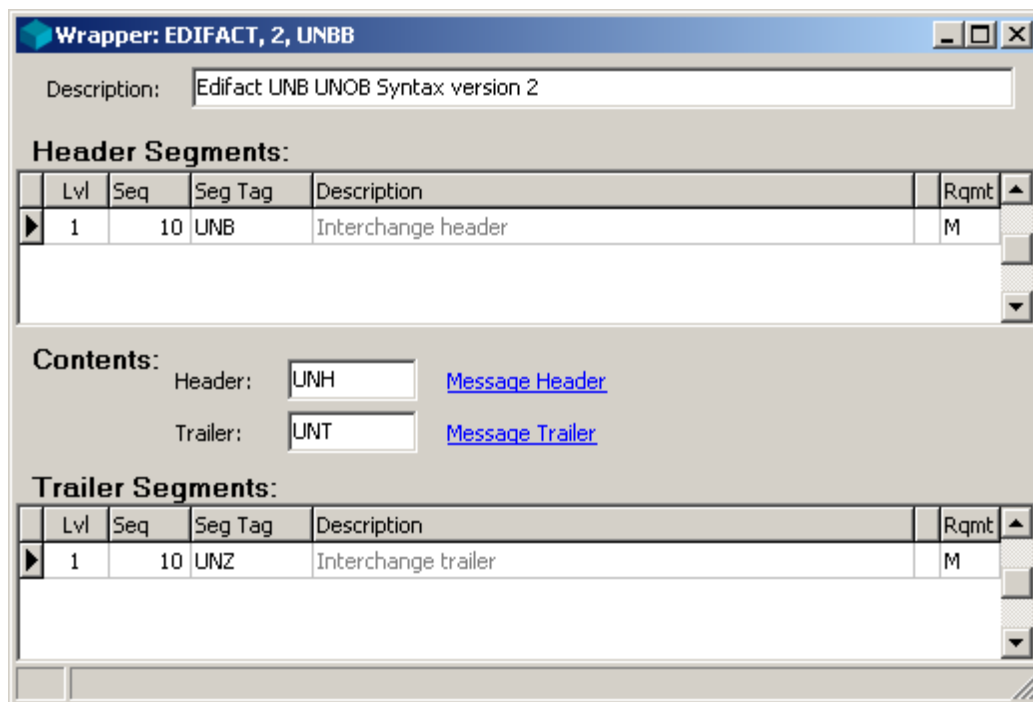 Wrapper: EDIFACT, 2, UNBB
Description: Edifact UNB UNOB Syntax version 2
Header Segments:
Lvl Seq Seg Tag Description Rqmt
1 10 UNB Interchange header M
Contents:
Header: UNH Message Header
Trailer: UNT Message Trailer
Trailer Segments:
Lvl Seq Seg Tag Description Rqmt
1 10 UNZ Interchange trailer M